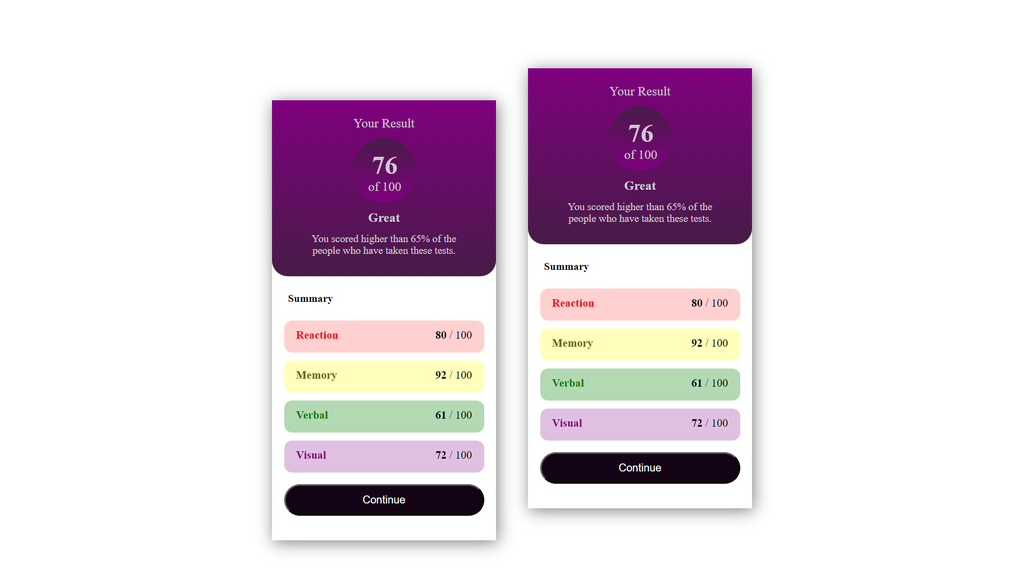 Your Result
76
of 100
Great
You scored higher than 65% of the
people who have taken these tests.
Summary
Reaction 80 / 100
Memory 92 / 100
Verbal 61 / 100
Visual 72 / 100
Continue
Your Result
76
of 100
Great
You scored higher than 65% of the
people who have taken these tests.
Summary
Reaction 80 / 100
Memory 92 / 100
Verbal 61 / 100
Visual 72 / 100
Continue